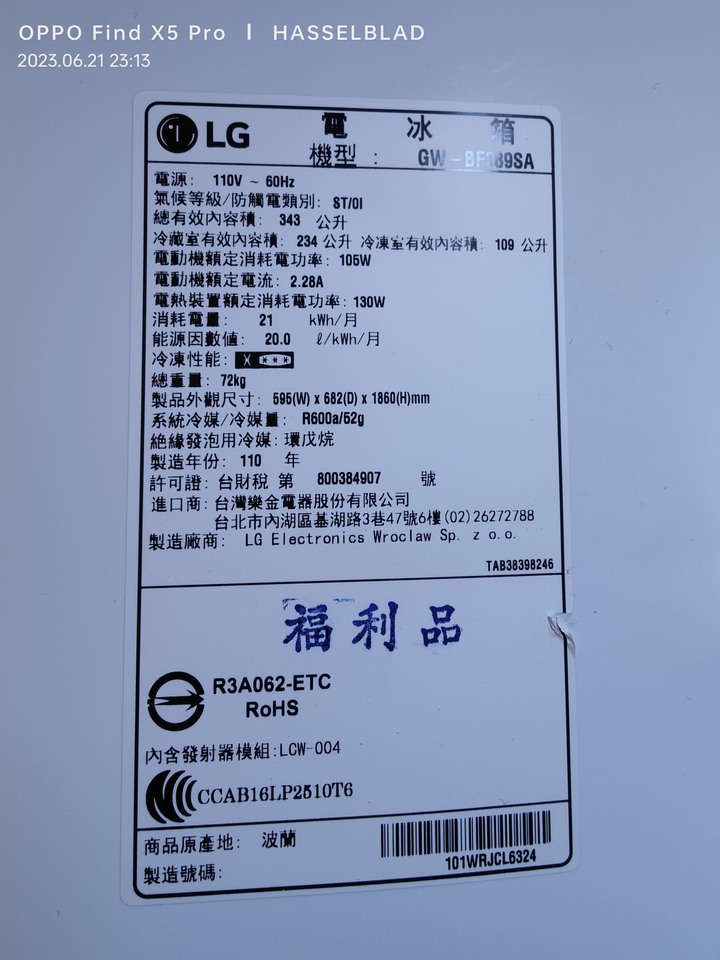 OPPO Find X5 Pro | HASSELBLAD
2023.06.21 23:13
LG 電冰箱
機型： GW-BF389SA
電源： 110V ~ 60Hz
氣候等級/防觸電類別： ST/0I
總有效內容積： 343 公升
冷藏室有效內容積： 234 公升 冷凍室有效內容積： 109 公升
電動機額定消耗電功率： 105W
電動機額定電流： 2.28A
電熱裝置額定消耗電功率： 130W
消耗電量： 21 kWh/月
能源因數值： 20.0 ℓ/kWh/月
冷凍性能：
總重量： 72kg
製品外觀尺寸： 595(W) x 682(D) x 1860(H)mm
系統冷媒/冷媒量： R600a/52g
絕緣發泡用冷媒：環戊烷
製造年份： 110 年
許可證：台財稅 第 800384907 號
進口商：台灣樂金電器股份有限公司
台北市內湖區基湖路3巷47號6樓(02)26272788
製造廠商： LG Electronics Wroclaw Sp. z o.o.
TAB38398246
福利品
R3A062-ETC
RoHS
內含發射器模組：LCW-004
CCAB16LP2510T6
商品原產地： 波蘭
製造號碼：
101WRJCL6324